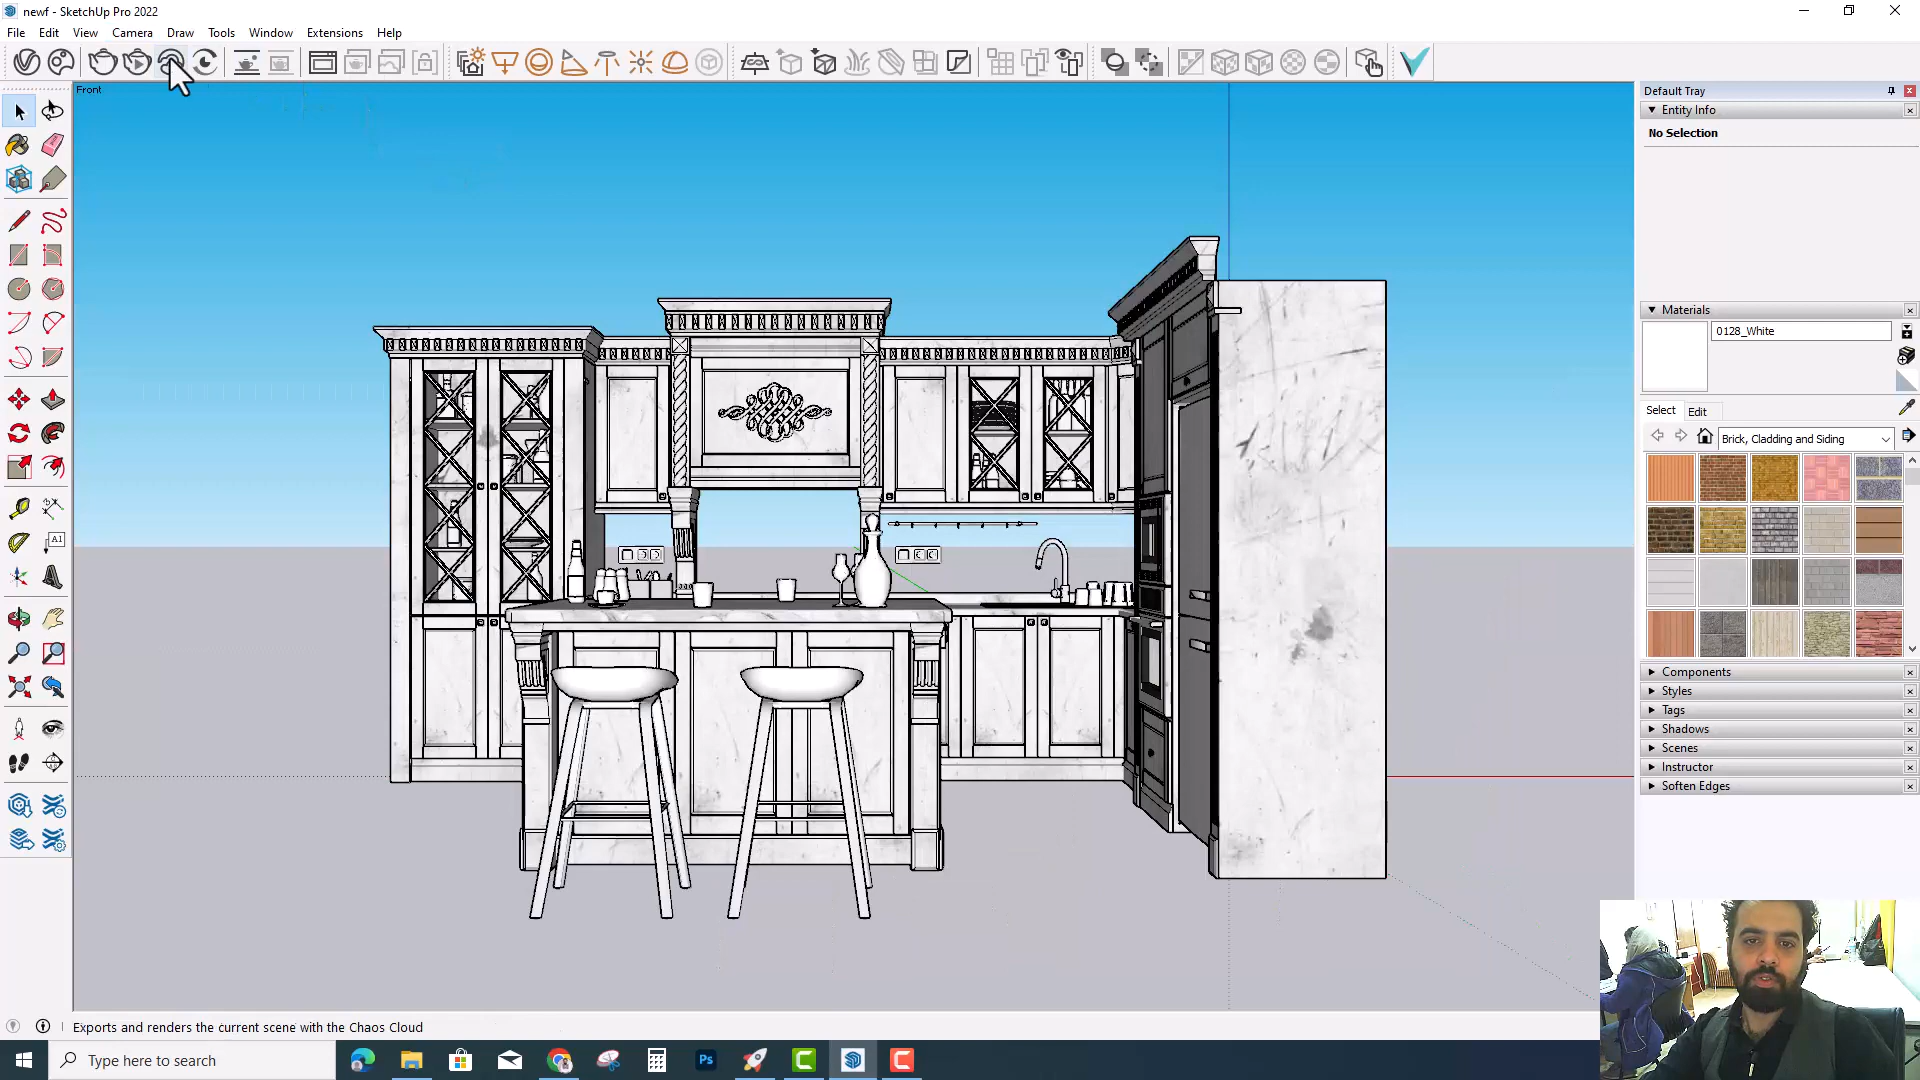 newf - SketchUp Pro 2022
File Edit View Camera Draw Tools Window Extensions Help
Front
Default Tray
Entity Info
No Selection
Materials
0128_White
Select Edit
Brick, Cladding and Siding
Components
Styles
Tags
Shadows
Scenes
Instructor
Soften Edges
AI
Exports and renders the current scene with the Chaos Cloud
Type here to search
Ps